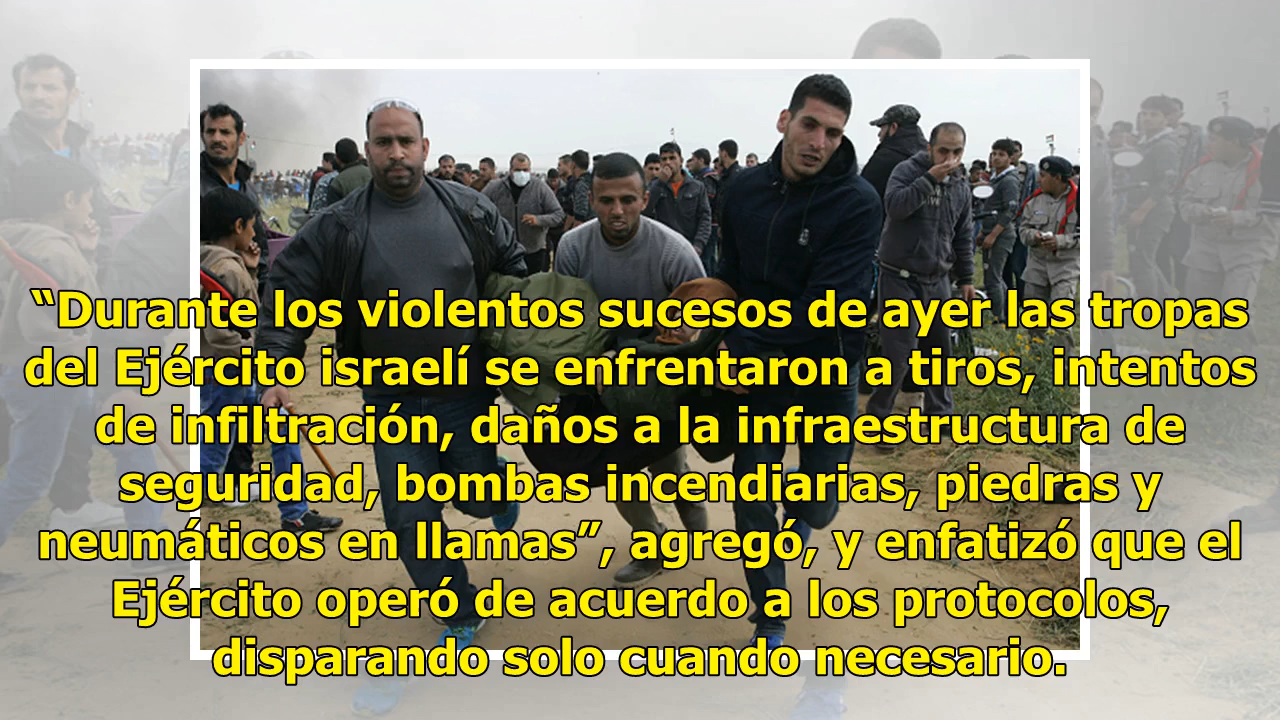 “Durante los violentos sucesos de ayer las tropas
del Ejército israelí se enfrentaron a tiros, intentos
de infiltración, daños a la infraestructura de
seguridad, bombas incendiarias, piedras y
neumáticos en llamas”, agregó, y enfatizó que el
Ejército operó de acuerdo a los protocolos,
disparando solo cuando necesario.